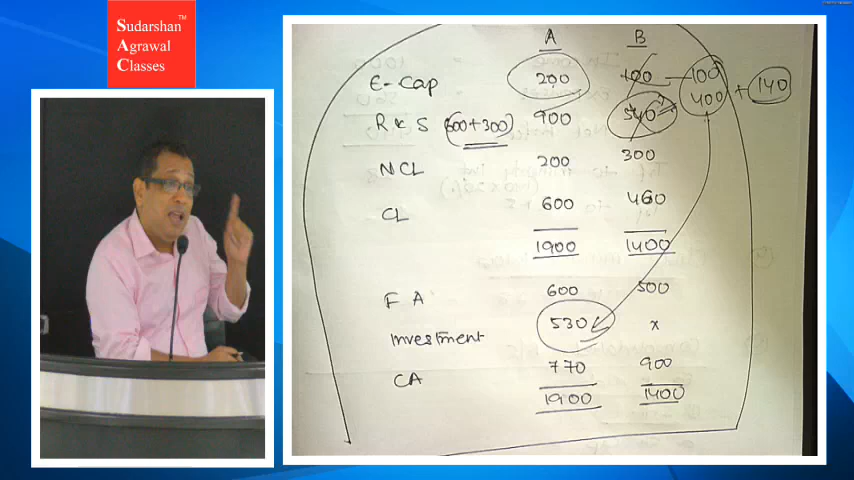 Sudarshan™
Agrawal
Classes
A B
E-Cap 200 100 100
400 + 140
R & S (600+300) 900 540
NCL 200 300
CL 600 460
1900 1400
F A 600 500
Investment 530 x
CA 770 900
1900 1400